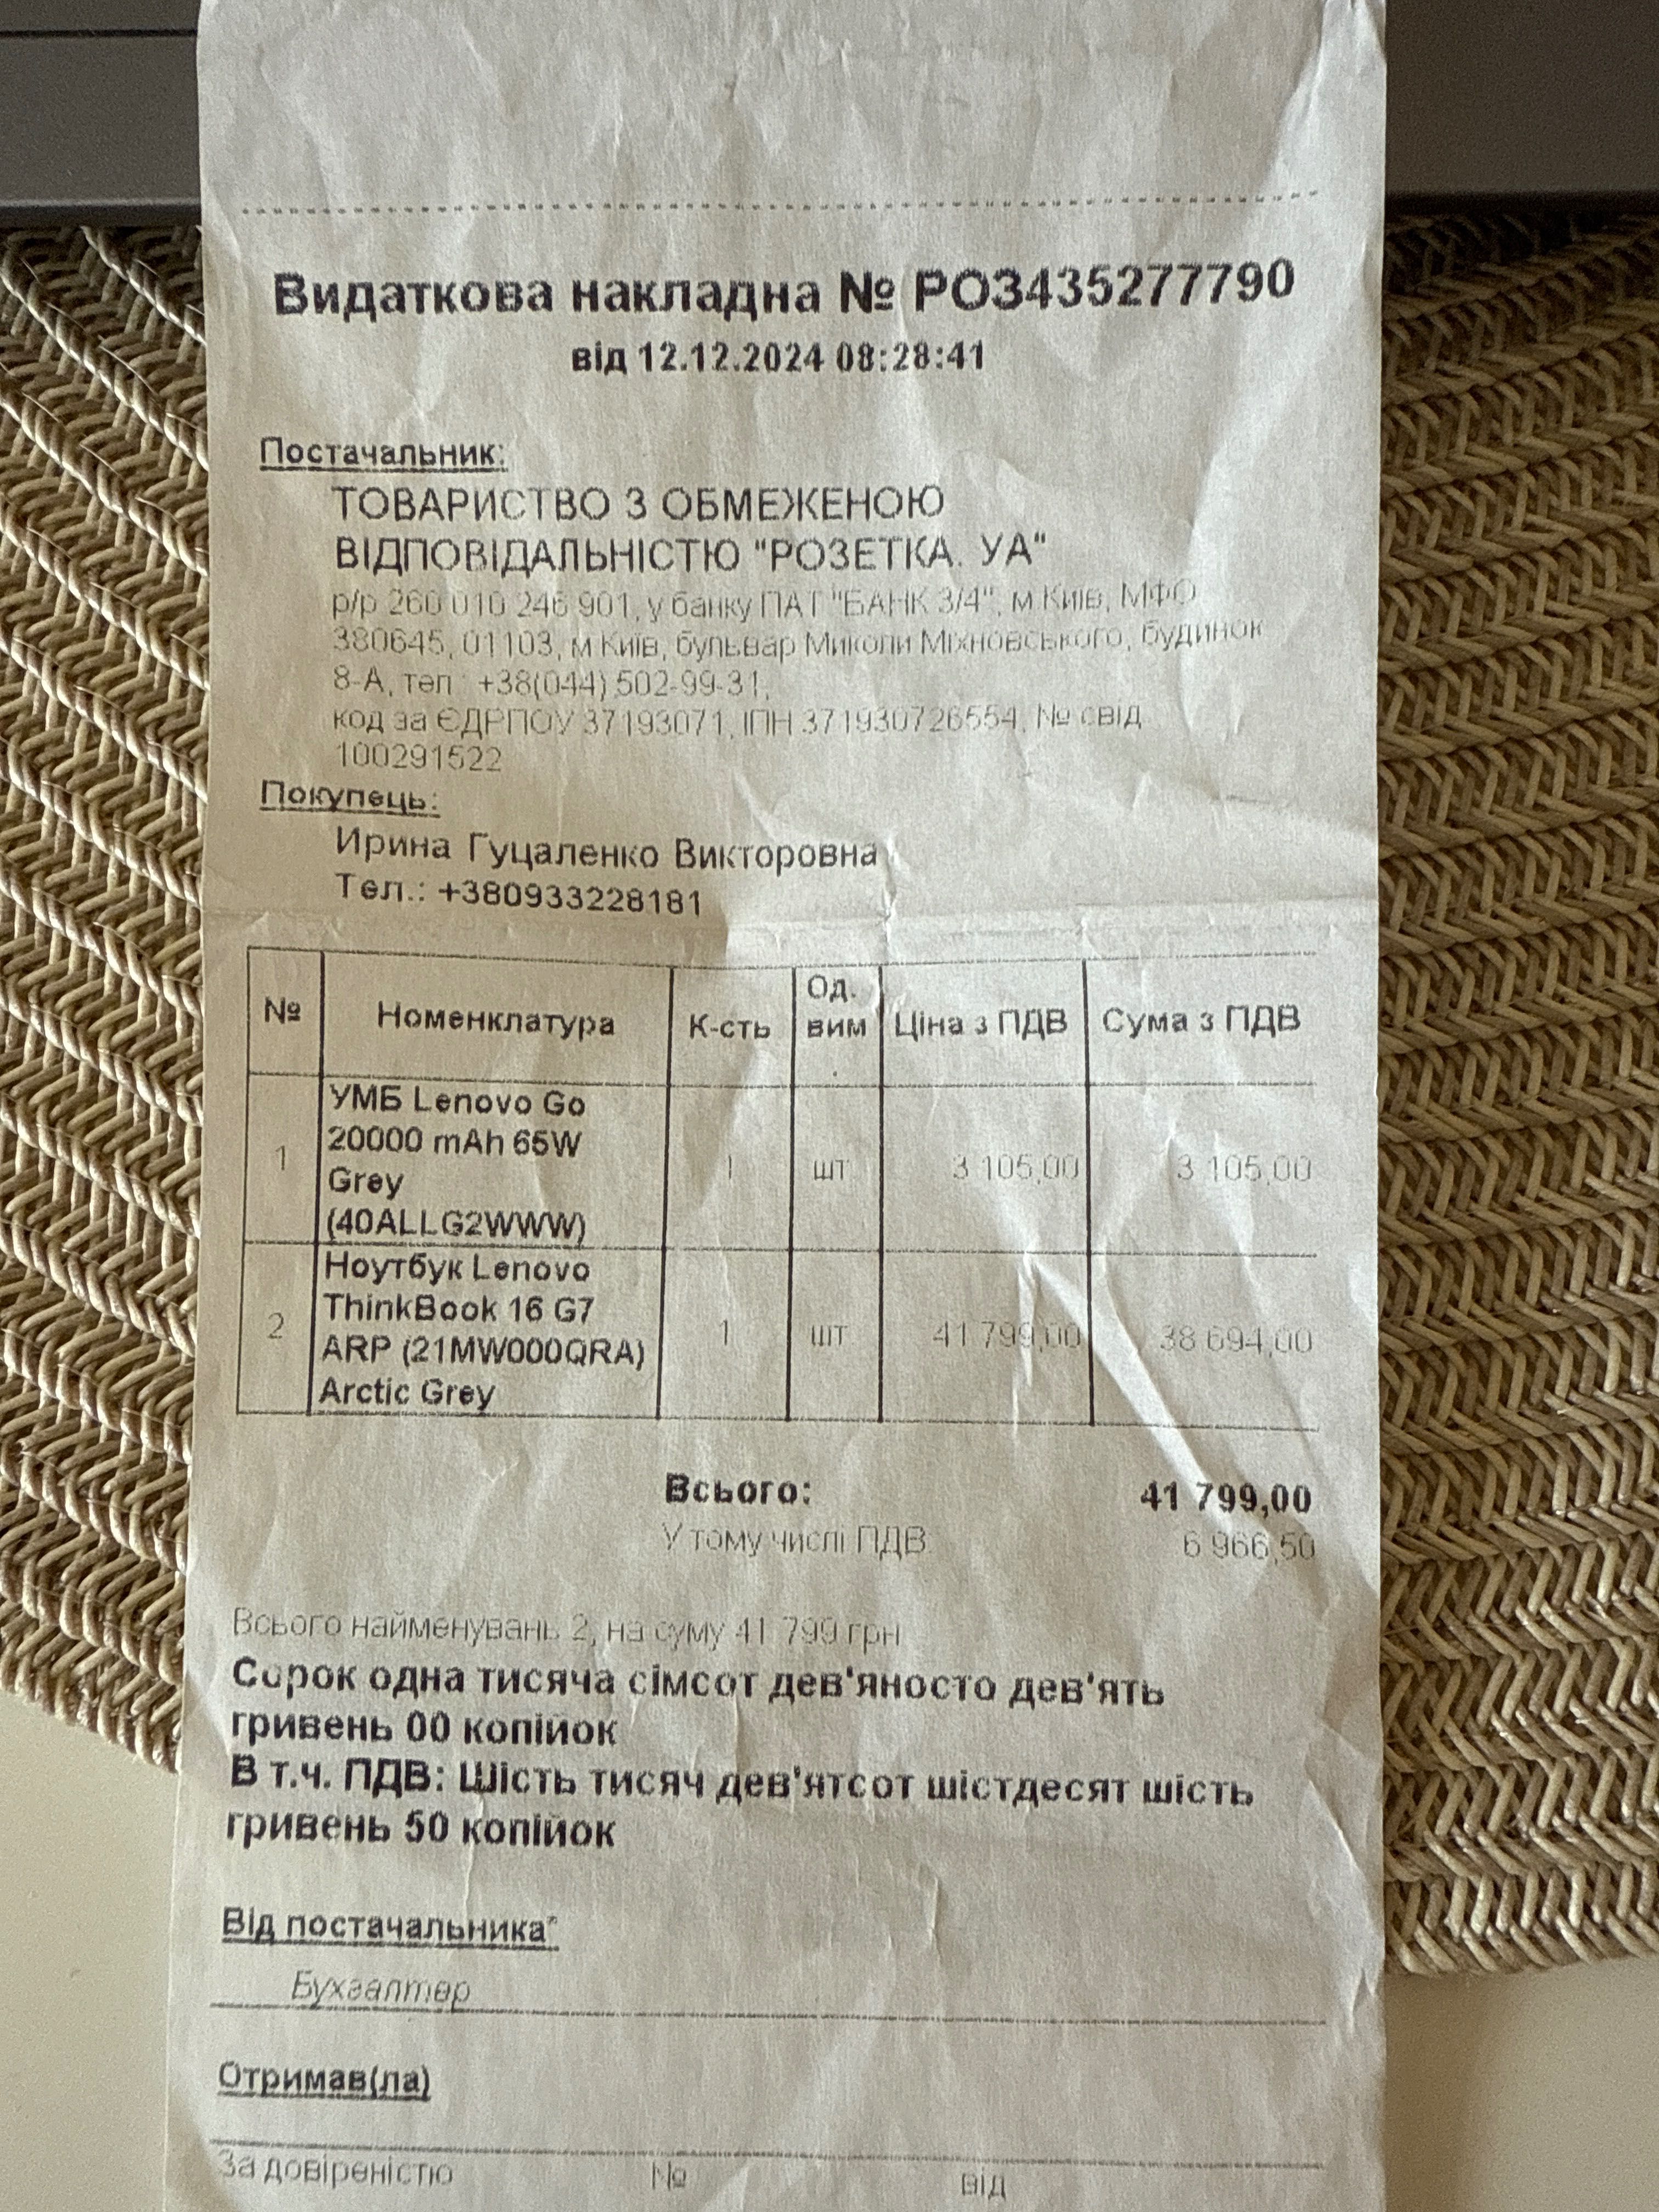 Видаткова накладна № РОЗ435277790
від 12.12.2024 08:28:41
Постачальник:
ТОВАРИСТВО З ОБМЕЖЕНОЮ
ВІДПОВІДАЛЬНІСТЮ "РОЗЕТКА. УА"
р/р 260 010 246 901, у банку ПАТ "БАНК 3/4", м Київ, МФО
380645, 01103, м Київ, бульвар Миколи Міхновського, будинок
8-А, тел.: +38(044) 502-99-31,
код за ЄДРПОУ 37193071, ІПН 371930726554, № свід
100291522
Покупець:
Ирина Гуцаленко Викторовна
Тел.: +380933228181
№ Номенклатура К-сть Од. вим. Ціна з ПДВ Сума з ПДВ
УМБ Lenovo Go
20000 mAh 65W
1 1 шт 3 105,00 3 105,00
Grey
(40ALLG2WWW)
Ноутбук Lenovo
ThinkBook 16 G7
2 1 шт 41 799,00 38 694,00
ARP (21MW000QRA)
Arctic Grey
Всього: 41 799,00
У тому числі ПДВ: 6 966,50
Всього найменувань 2, на суму 41 799 грн
Сорок одна тисяча сімсот дев'яносто дев'ять
гривень 00 копійок
В т.ч. ПДВ: Шість тисяч дев'ятсот шістдесят шість
гривень 50 копійок
Від постачальника*
Бухгалтер
Отримав(ла)
За довіреністю № від